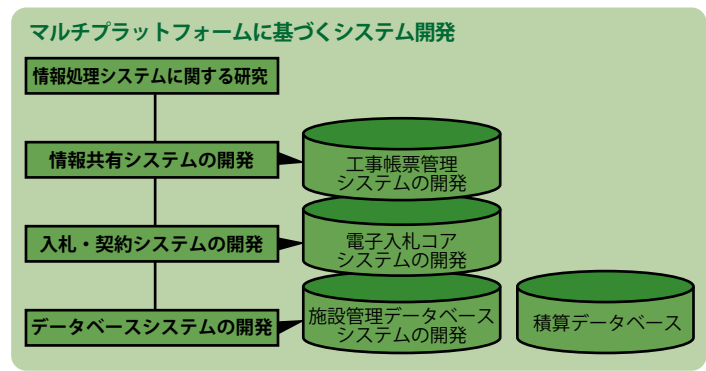 マルチプラットフォームに基づくシステム開発
情報処理システムに関する研究
情報共有システムの開発
工事帳票管理
システムの開発
入札・契約システムの開発
電子入札コア
システムの開発
データベースシステムの開発
施設管理データベース
システムの開発
積算データベース